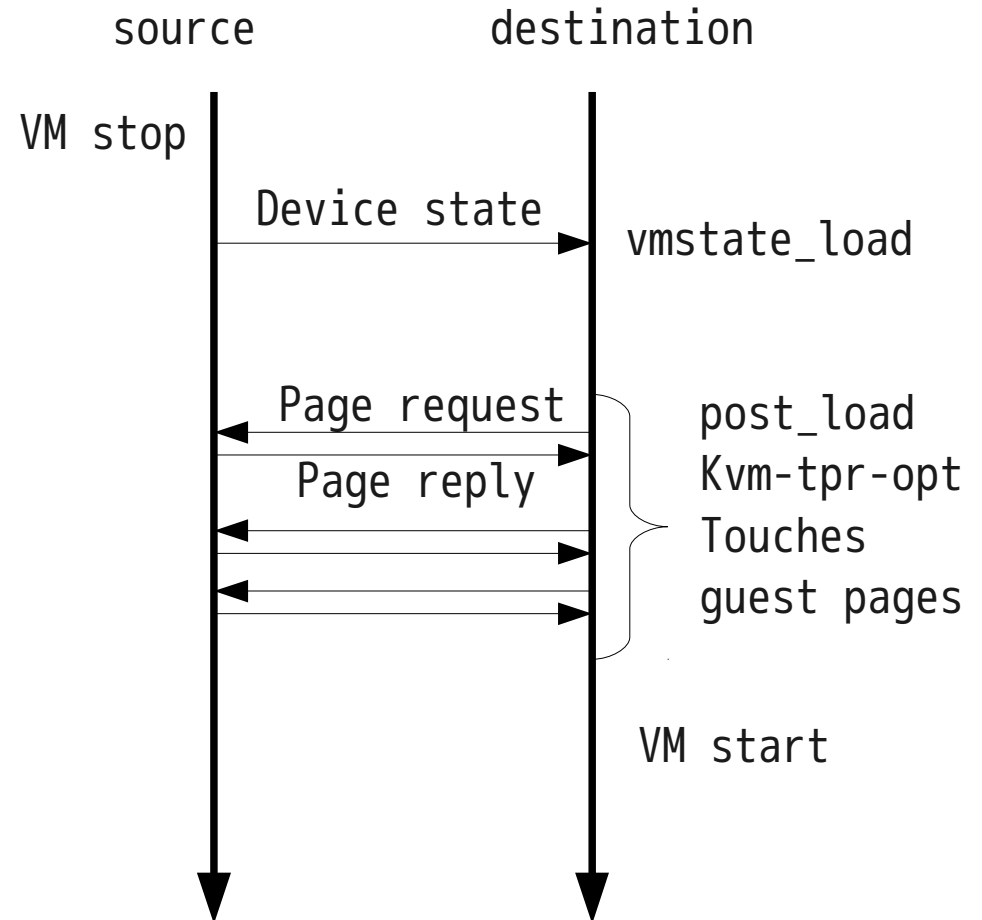 source
destination
VM stop
Device state
vmstate_load
Page request
post_load
Kvm-tpr-opt
Page reply
Touches
guest pages
VM start